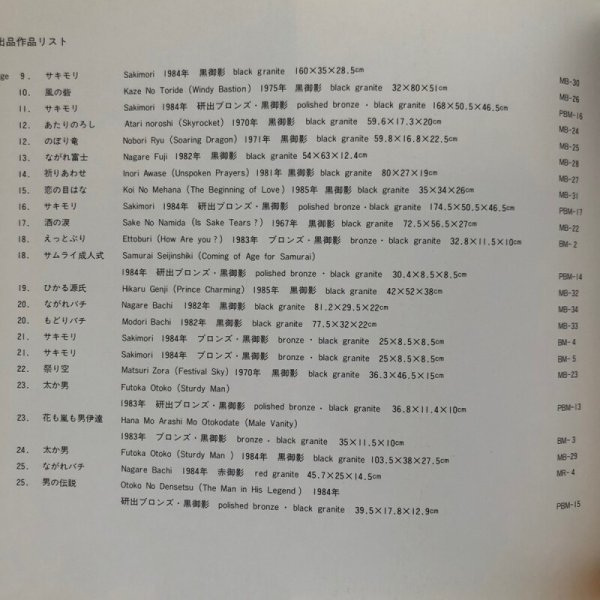 出品作品リスト
ge 9. サキモリ Sakimori 1984年 黒御影 black granite 160×35×28.5cm MB-30
10. 風の砦 Kaze No Toride (Windy Bastion) 1975年 黒御影 black granite 32×80×51cm MB-26
11. サキモリ Sakimori 1984年 研出ブロンズ・黒御影 polished bronze・black granite 168×50.5×46.5cm PBM-16
12. あたりのろし Atari noroshi (Skyrocket) 1970年 黒御影 black granite 59.6×17.3×20cm MB-24
12. のぼり竜 Nobori Ryu (Soaring Dragon) 1971年 黒御影 black granite 59.8×16.8×22.5cm MB-25
13. ながれ富士 Nagare Fuji 1982年 黒御影 black granite 54×63×12.4cm MB-28
14. 祈りあわせ Inori Awase (Unspoken Prayers) 1981年 黒御影 black granite 80×27×19cm MB-27
15. 恋の目はな Koi No Mehana (The Beginning of Love) 1985年 黒御影 black granite 35×34×26cm MB-31
16. サキモリ Sakimori 1984年 研出ブロンズ・黒御影 polished bronze・black granite 174.5×50.5×46.5cm PBM-17
17. 酒の涙 Sake No Namida (Is Sake Tears?) 1967年 黒御影 black granite 72.5×56.5×27cm MB-22
18. えっとぶり Ettoburi (How Are you?) 1983年 ブロンズ・黒御影 bronze・black granite 32.8×11.5×10cm BM-2
18. サムライ成人式 Samurai Seijinshiki (Coming of Age for Samurai)
1984年 研出ブロンズ・黒御影 polished bronze・black granite 30.4×8.5×8.5cm PBM-14
19. ひかる源氏 Hikaru Genji (Prince Charming) 1985年 黒御影 black granite 42×52×38cm MB-32
20. ながれバチ Nagare Bachi 1982年 黒御影 black granite 81.2×29.5×22cm MB-34
20. もどりバチ Modori Bachi 1982年 黒御影 black granite 77.5×32×22cm MB-33
21. サキモリ Sakimori 1984年 ブロンズ・黒御影 bronze・black granite 25×8.5×8.5cm BM-4
21. サキモリ Sakimori 1984年 ブロンズ・黒御影 bronze・black granite 25×8.5×8.5cm BM-5
22. 祭り空 Matsuri Zora (Festival Sky) 1970年 黒御影 black granite 36.3×46.5×15cm MB-23
23. 太か男 Futoka Otoko (Sturdy Man)
1983年 研出ブロンズ・黒御影 polished bronze・black granite 36.8×11.4×10cm PBM-13
23. 花も嵐も男伊達 Hana Mo Arashi Mo Otokodate (Male Vanity)
1983年 ブロンズ・黒御影 bronze・black granite 35×11.5×10cm BM-3
24. 太か男 Futoka Otoko (Sturdy Man) 1984年 黒御影 black granite 103.5×38×27.5cm MB-29
25. ながれバチ Nagare Bachi 1984年 赤御影 red granite 45.7×25×14.5cm MR-4
25. 男の伝説 Otoko No Densetsu (The Man in His Legend) 1984年
研出ブロンズ・黒御影 polished bronze・black granite 39.5×17.8×12.9cm PBM-15